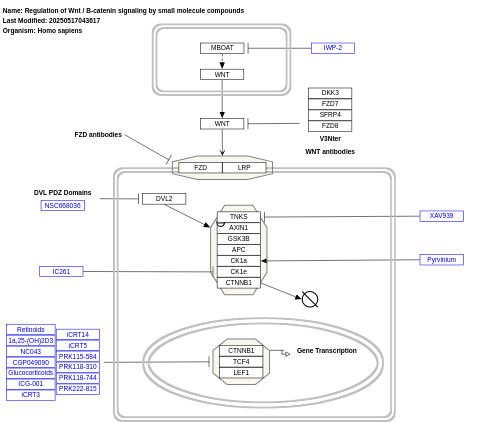 Name: Regulation of Wnt / B-catenin signaling by small molecule compounds
Last Modified: 20250517043617
Organism: Homo sapiens
MBOAT
IWP-2
WNT
DKK3
FZD7
SFRP4
FZD8
WNT
V3Nter
WNT antibodies
FZD antibodies
FZD
LRP
DVL PDZ Domains
NSC668036
DVL2
TNKS
AXIN1
GSK3B
APC
CK1a
CK1e
CTNNB1
XAV939
Pyrvinium
IC261
Retinoids
1a,25-(OH)2D3
NC043
CGP049090
Glucocorticoids
ICG-001
iCRT3
iCRT14
iCRT5
PRK115-584
PRK118-310
PRK118-744
PRK222-815
CTNNB1
TCF4
LEF1
Gene Transcription